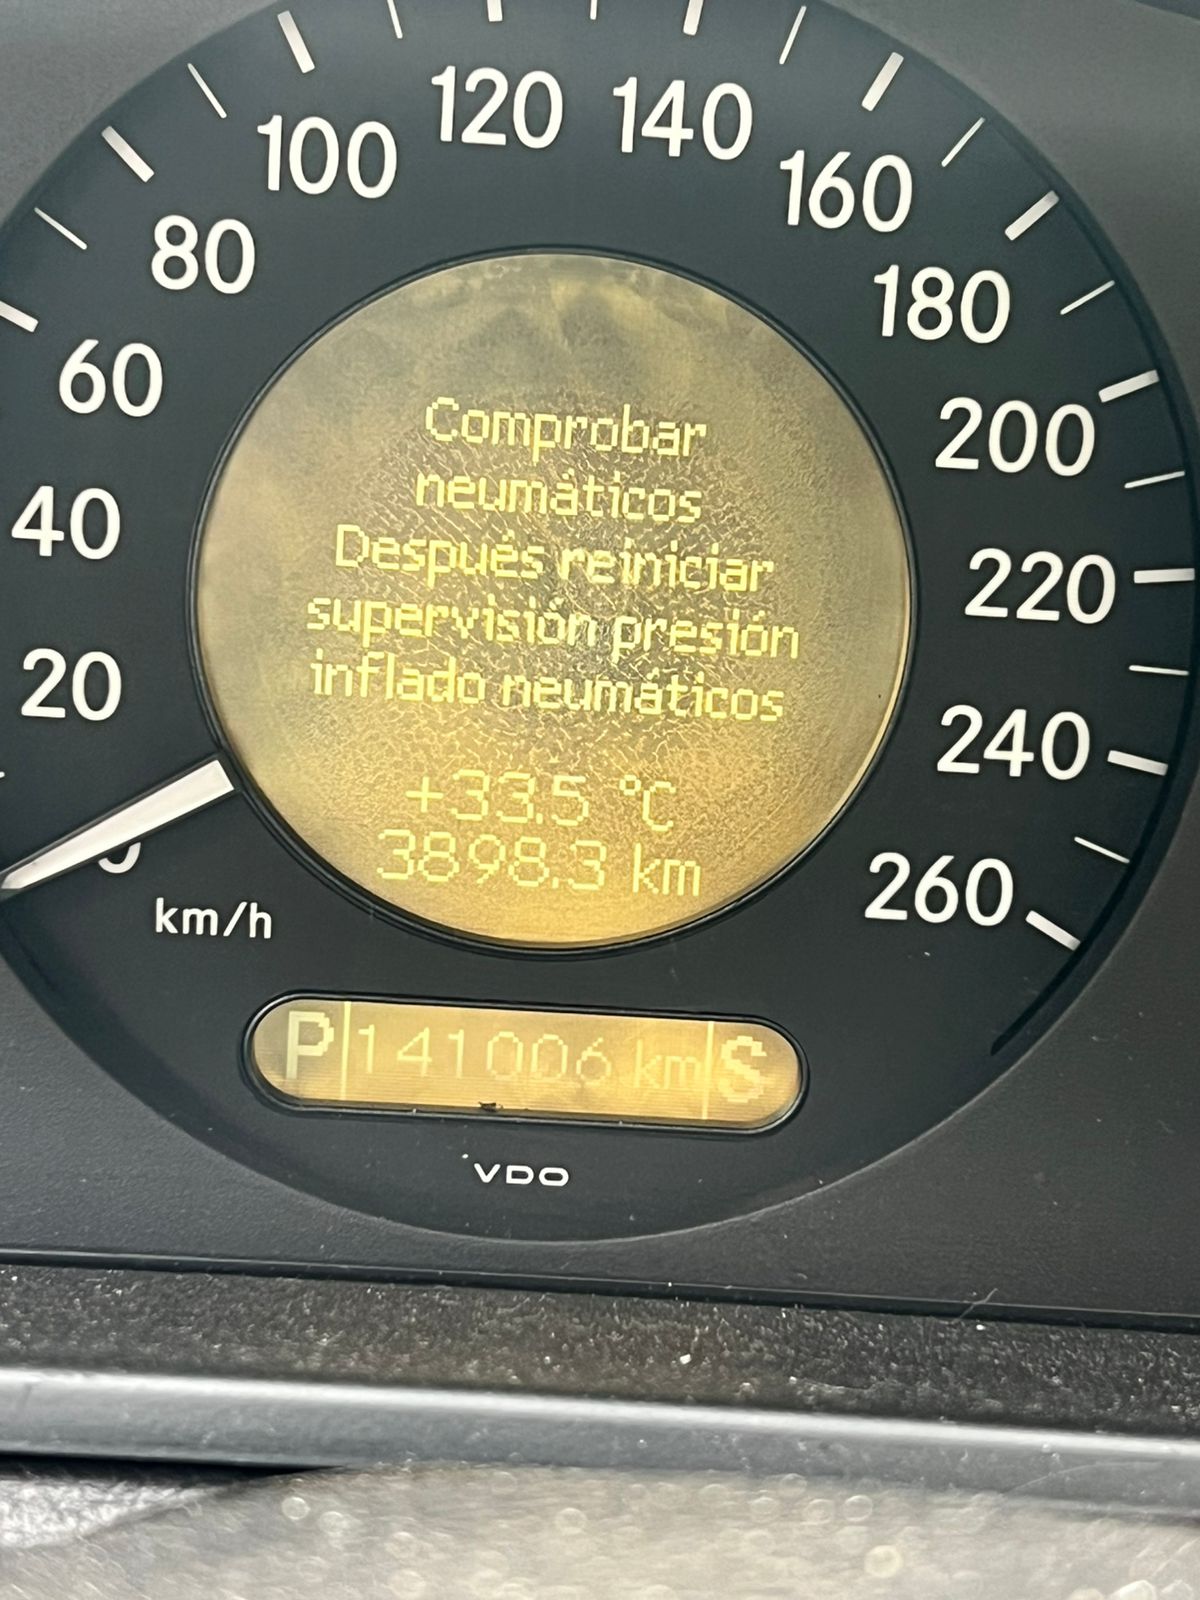 120 140
100 160
80 180
60 200
40 220
20 240
0 260
km/h
Comprobar
neumáticos
Después reiniciar
supervisión presión
inflado neumáticos
+33.5 °C
3898.3 km
P 141006 km S
VDO